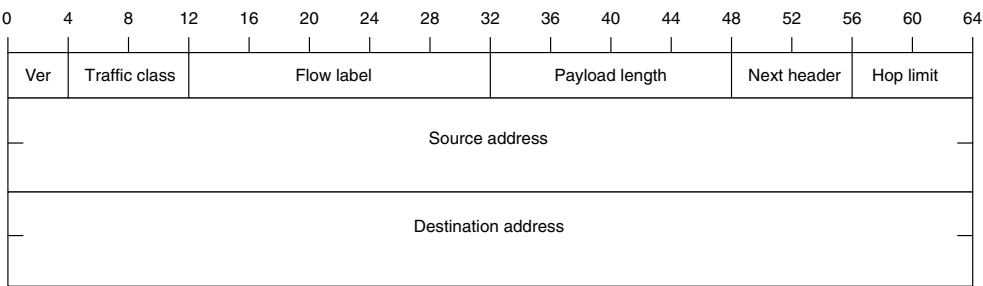 0 4 8 12 16 20 24 28 32 36 40 44 48 52 56 60 64
Ver Traffic class Flow label Payload length Next header Hop limit
Source address
Destination address